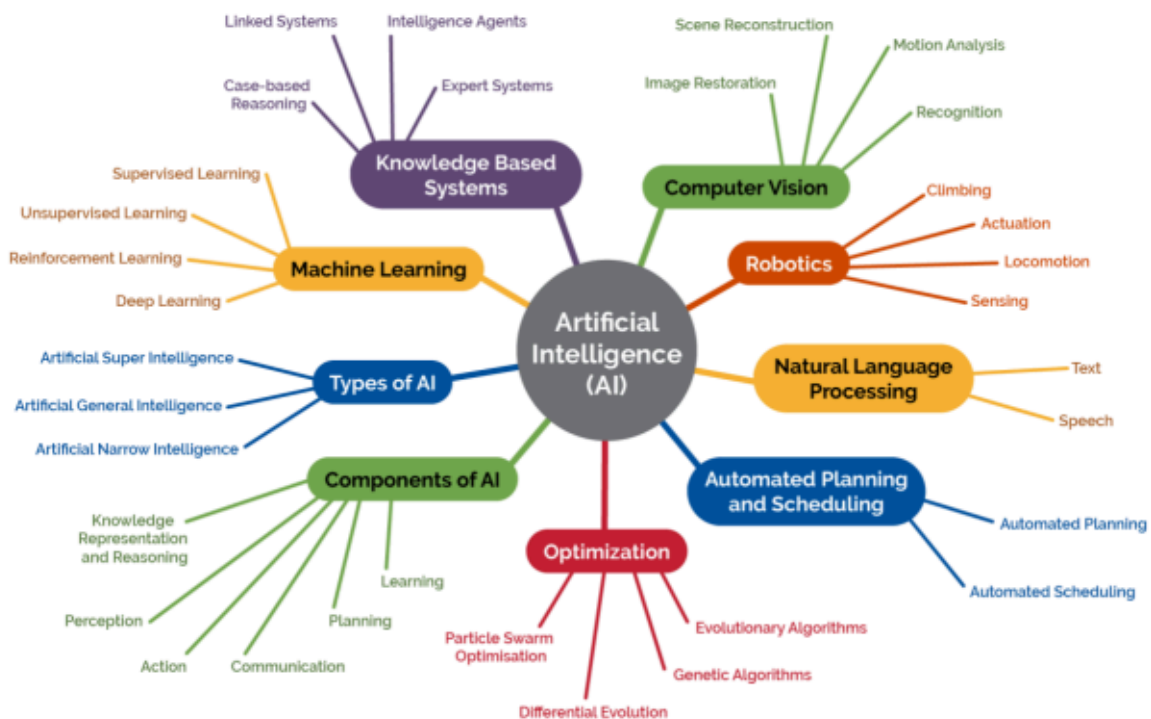 Artificial
Intelligence
(AI)
Knowledge Based
Systems
Linked Systems
Intelligence Agents
Case-based
Reasoning
Expert Systems
Computer Vision
Scene Reconstruction
Motion Analysis
Image Restoration
Recognition
Robotics
Climbing
Actuation
Locomotion
Sensing
Natural Language
Processing
Text
Speech
Automated Planning
and Scheduling
Automated Planning
Automated Scheduling
Optimization
Evolutionary Algorithms
Genetic Algorithms
Differential Evolution
Particle Swarm
Optimisation
Components of AI
Learning
Planning
Communication
Action
Perception
Knowledge
Representation
and Reasoning
Types of AI
Artificial Super Intelligence
Artificial General Intelligence
Artificial Narrow Intelligence
Machine Learning
Supervised Learning
Unsupervised Learning
Reinforcement Learning
Deep Learning